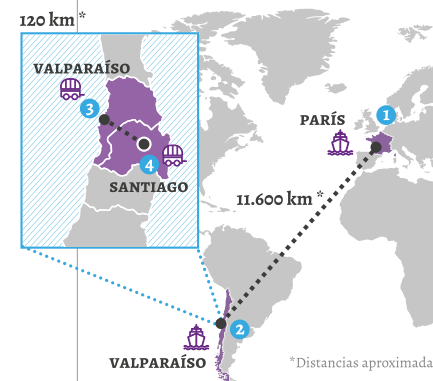 120 km*
VALPARAÍSO
3
4
SANTIAGO
1
PARÍS
11.600 km*
2
VALPARAÍSO
*Distancias aproximada